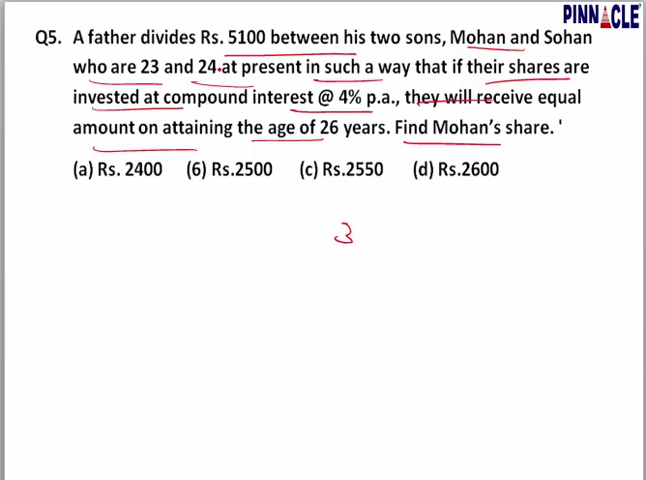 PINNACLE
Q5. A father divides Rs. 5100 between his two sons, Mohan and Sohan
who are 23 and 24 at present in such a way that if their shares are
invested at compound interest @ 4% p.a., they will receive equal
amount on attaining the age of 26 years. Find Mohan's share. '
(a) Rs. 2400 (6) Rs.2500 (c) Rs.2550 (d) Rs.2600
3